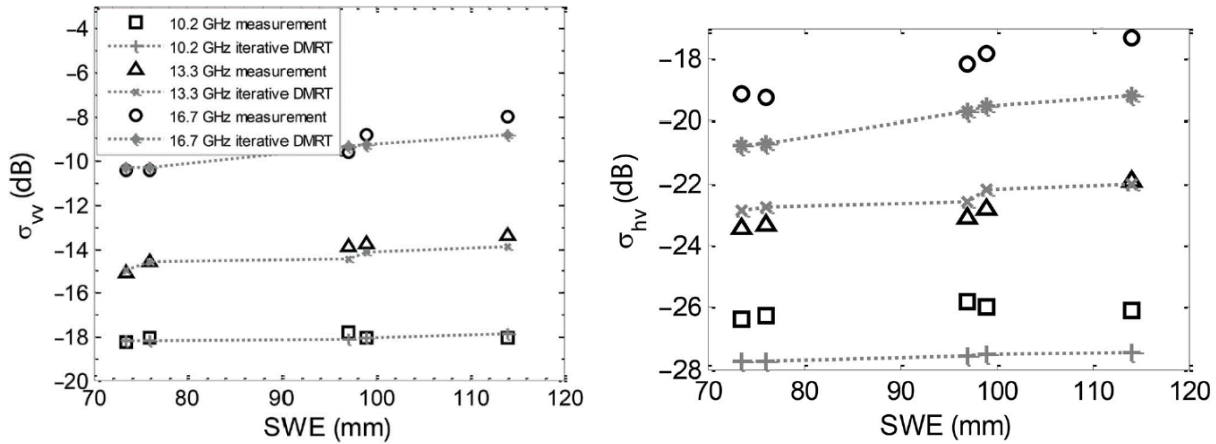 −4
−6
−8
−10
−12
−14
−16
−18
−20
σvv (dB)
10.2 GHz measurement
10.2 GHz iterative DMRT
13.3 GHz measurement
13.3 GHz iterative DMRT
16.7 GHz measurement
16.7 GHz iterative DMRT
70 80 90 100 110 120
SWE (mm)
−18
−20
−22
−24
−26
−28
σhv (dB)
70 80 90 100 110 120
SWE (mm)